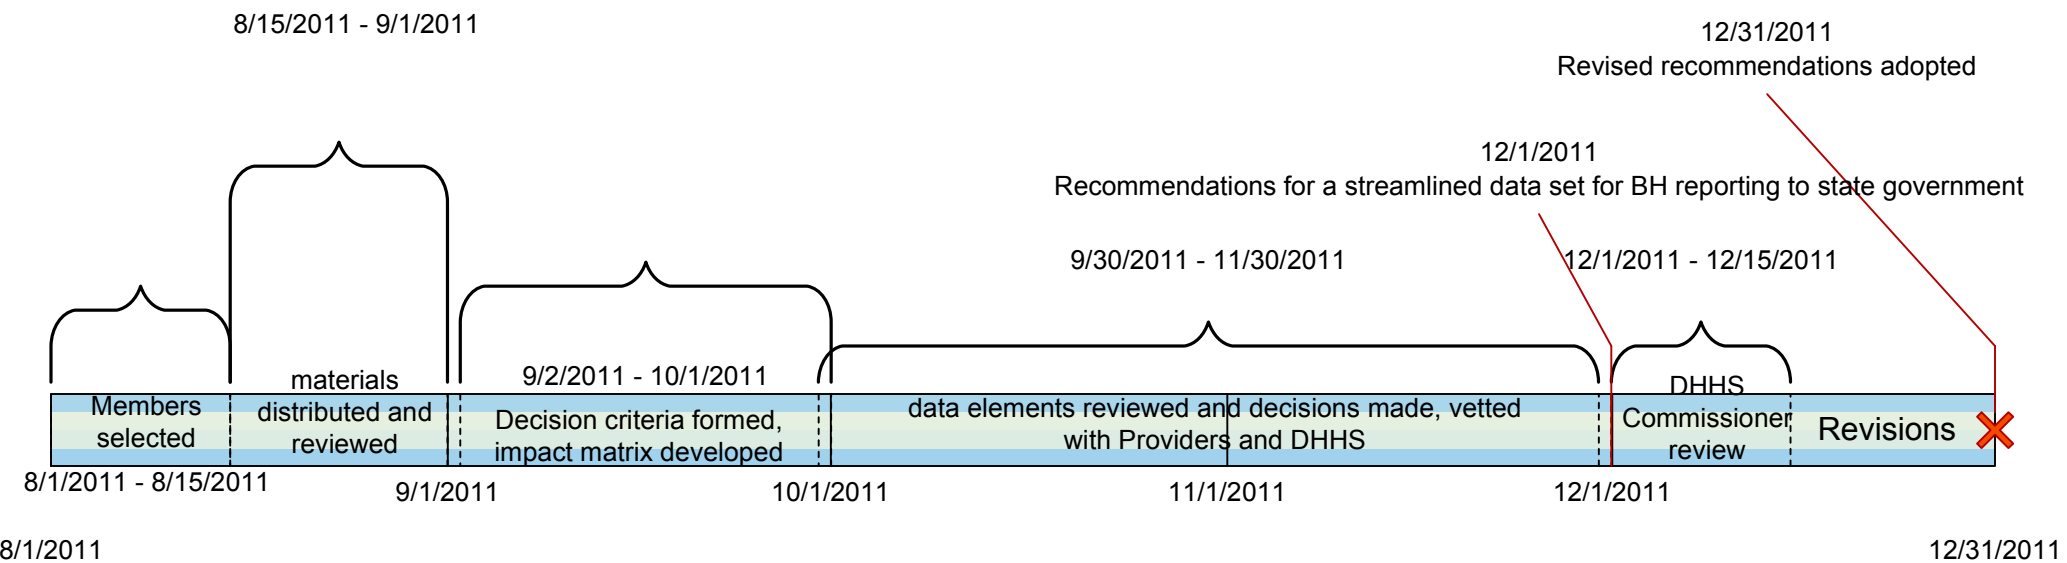 8/15/2011 - 9/1/2011
12/31/2011
Revised recommendations adopted
12/1/2011
Recommendations for a streamlined data set for BH reporting to state government
9/30/2011 - 11/30/2011
12/1/2011 - 12/15/2011
Members
selected
materials
distributed and
reviewed
9/2/2011 - 10/1/2011
Decision criteria formed,
impact matrix developed
data elements reviewed and decisions made, vetted
with Providers and DHHS
DHHS
Commissioner
review
Revisions
8/1/2011 - 8/15/2011
9/1/2011
10/1/2011
11/1/2011
12/1/2011
8/1/2011
12/31/2011